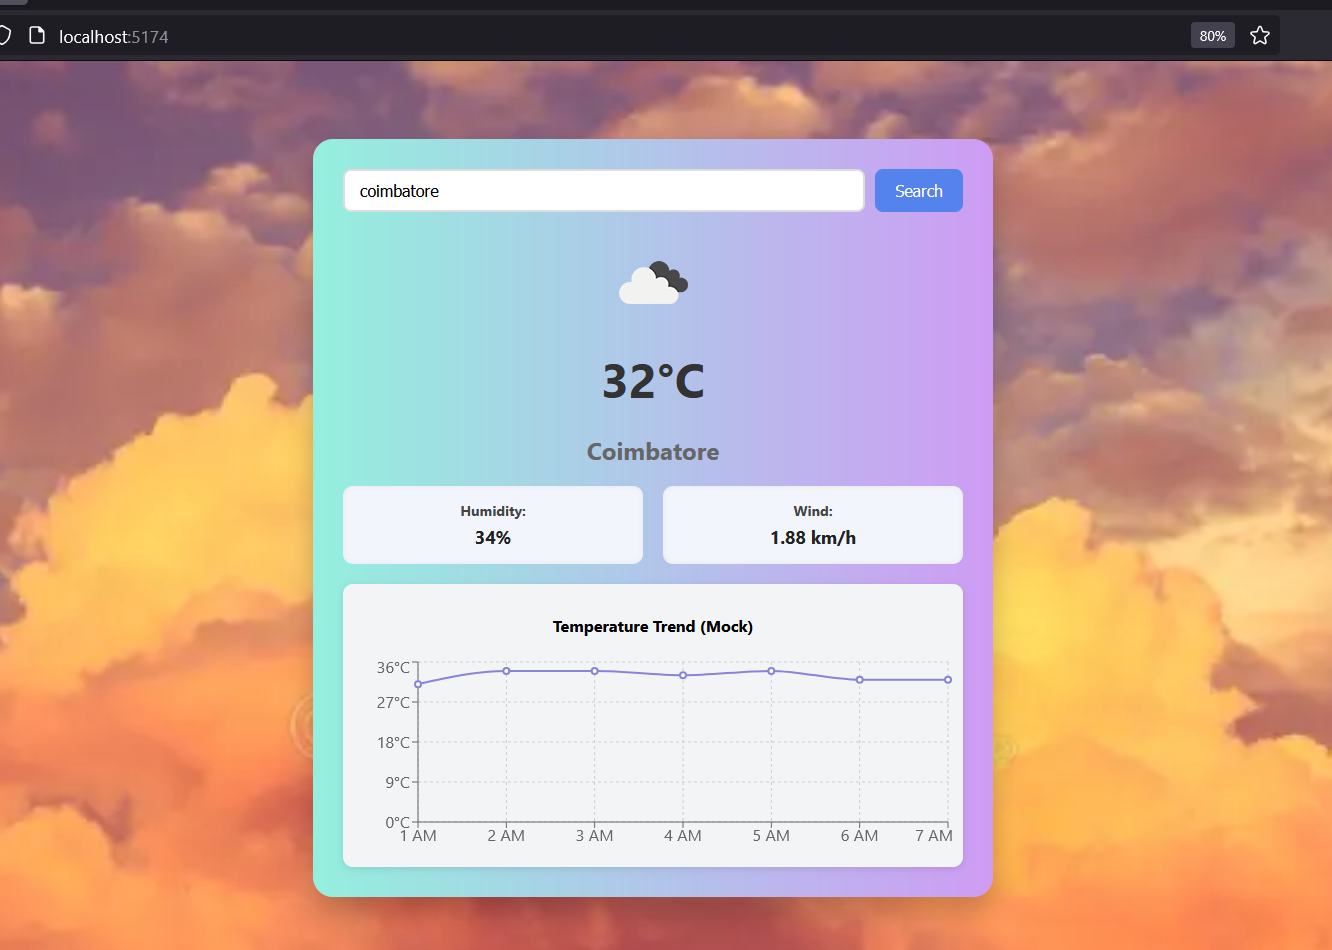 localhost:5174
80%
coimbatore
Search
32°C
Coimbatore
Humidity:
34%
Wind:
1.88 km/h
Temperature Trend (Mock)
36°C
27°C
18°C
9°C
0°C
1 AM 2 AM 3 AM 4 AM 5 AM 6 AM 7 AM